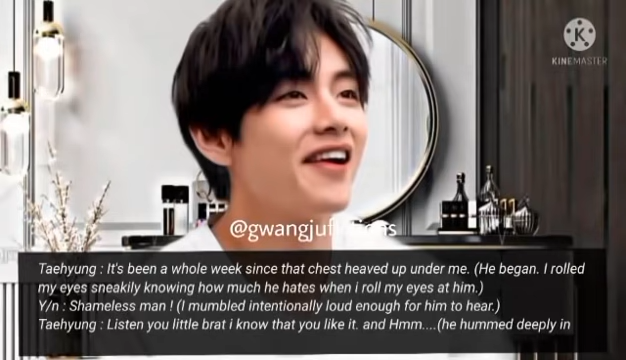 KINEMASTER
@gwangju
Taehyung : It's been a whole week since that chest heaved up under me. (He began. I rolled
my eyes sneakily knowing how much he hates when i roll my eyes at him.)
Y/n : Shameless man ! (I mumbled intentionally loud enough for him to hear.)
Taehyung : Listen you little brat i know that you like it. and Hmm....(he hummed deeply in